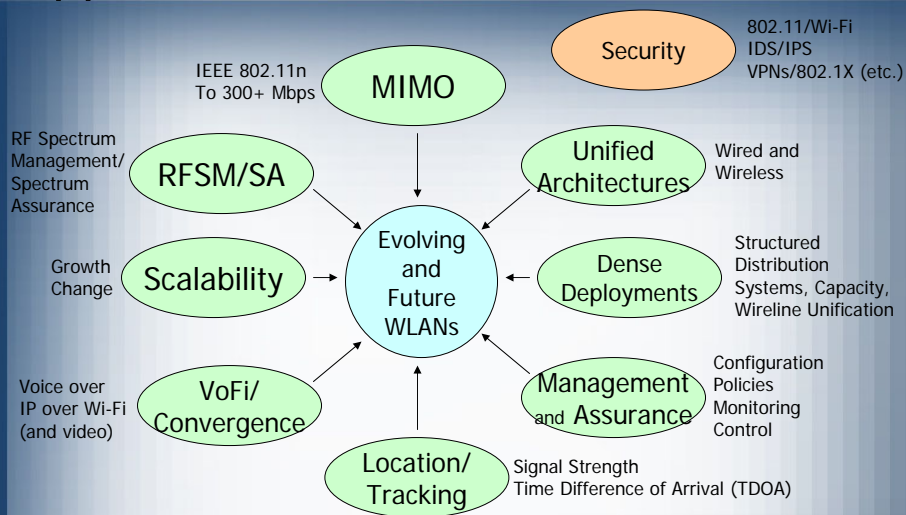 802.11/Wi-Fi
IDS/IPS
VPNs/802.1X (etc.)
Security
IEEE 802.11n
To 300+ Mbps
MIMO
RF Spectrum
Management/
Spectrum
Assurance
RFSM/SA
Unified
Architectures
Wired and
Wireless
Growth
Change
Scalability
Evolving
and
Future
WLANs
Dense
Deployments
Structured
Distribution
Systems, Capacity,
Wireline Unification
Voice over
IP over Wi-Fi
(and video)
VoFi/
Convergence
Management
and Assurance
Configuration
Policies
Monitoring
Control
Location/
Tracking
Signal Strength
Time Difference of Arrival (TDOA)